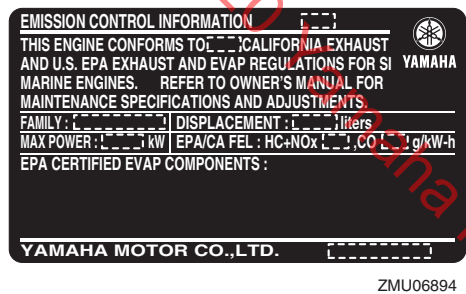 EMISSION CONTROL INFORMATION
THIS ENGINE CONFORMS TO CALIFORNIA EXHAUST
AND U.S. EPA EXHAUST AND EVAP REGULATIONS FOR SI
MARINE ENGINES. REFER TO OWNER'S MANUAL FOR
MAINTENANCE SPECIFICATIONS AND ADJUSTMENTS.
YAMAHA
FAMILY : DISPLACEMENT : liters
MAX POWER : kW EPA/CA FEL : HC+NOx ,CO g/kW-h
EPA CERTIFIED EVAP COMPONENTS :
YAMAHA MOTOR CO.,LTD.
ZMU06894
to Yamaha